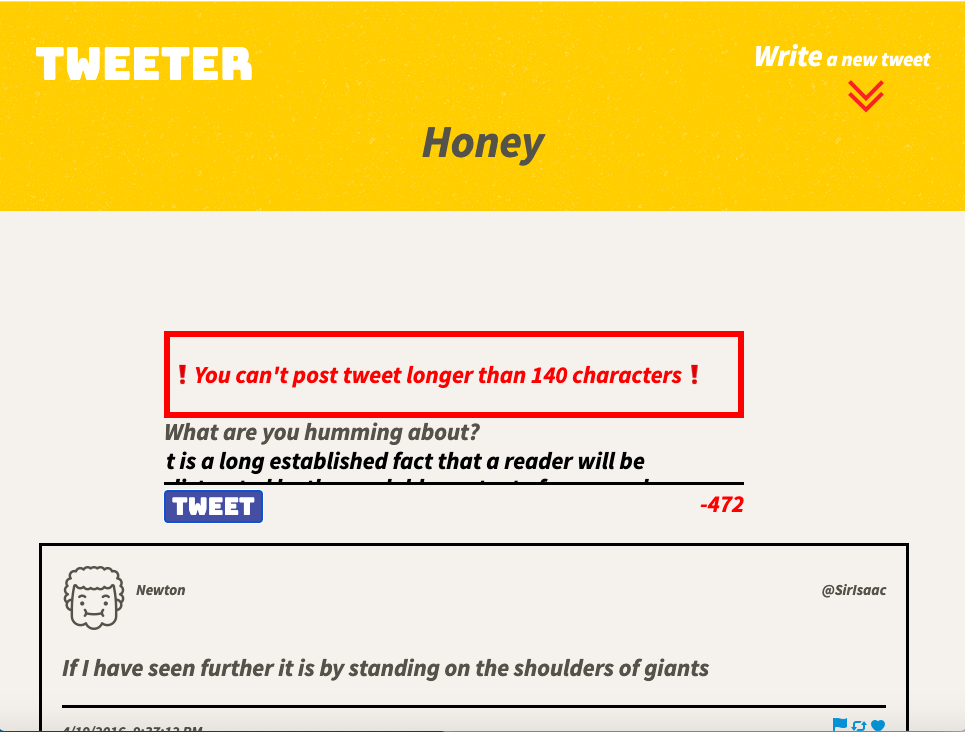 TWEETER
Write a new tweet
Honey
❗You can't post tweet longer than 140 characters❗
What are you humming about?
t is a long established fact that a reader will be
TWEET
-472
Newton
@SirIsaac
If I have seen further it is by standing on the shoulders of giants